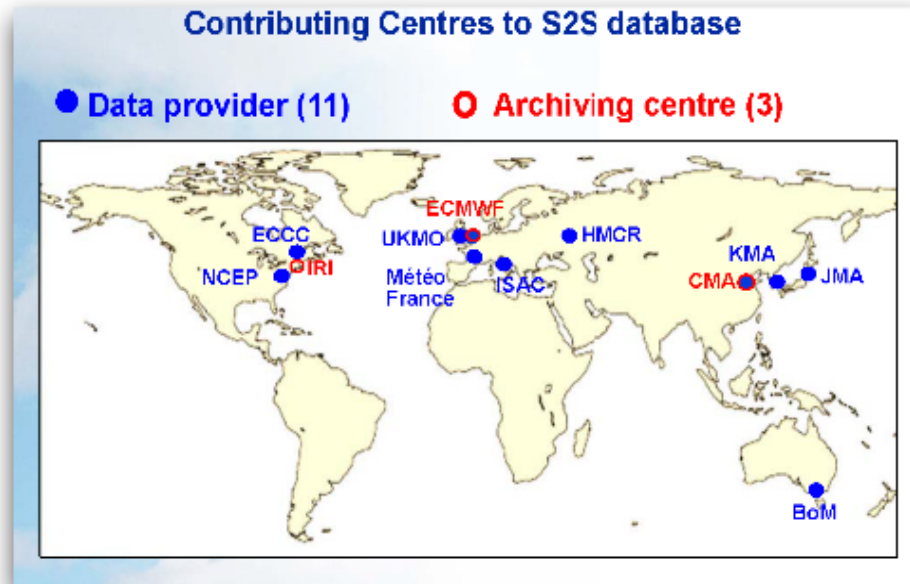 Contributing Centres to S2S database
Data provider (11)
Archiving centre (3)
ECMWF
ECCC
UKMO
HMCR
KMA
IRI
NCEP
Météo
France
ISAC
CMA
JMA
BoM